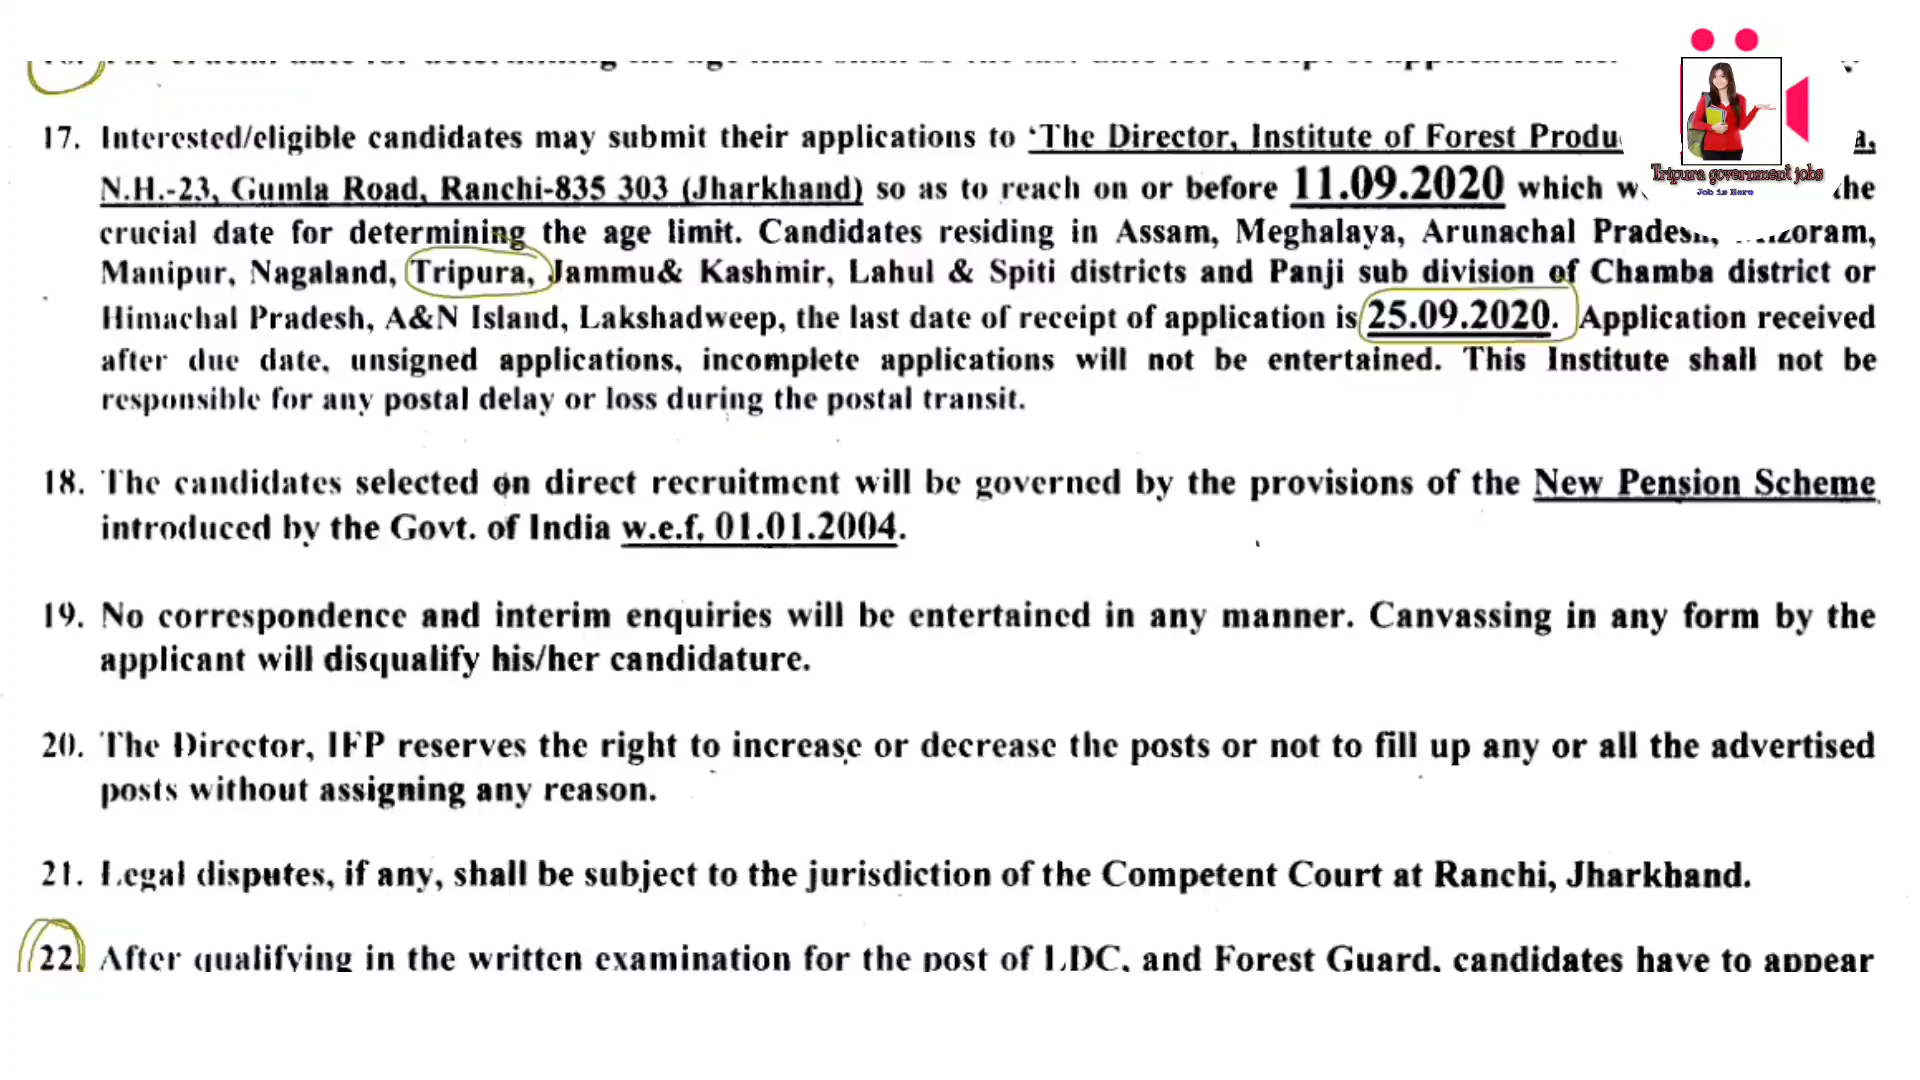 17. Interested/eligible candidates may submit their applications to ‘The Director, Institute of Forest
N.H.-23, Gumla Road, Ranchi-835 303 (Jharkhand) so as to reach on or before 11.09.2020 which the
crucial date for determining the age limit. Candidates residing in Assam, Meghalaya, Arunachal Pradesh, Mizoram,
Manipur, Nagaland, Tripura, Jammu& Kashmir, Lahul & Spiti districts and Panji sub division of Chamba district or
Himachal Pradesh, A&N Island, Lakshadweep, the last date of receipt of application is 25.09.2020. Application received
after due date, unsigned applications, incomplete applications will not be entertained. This Institute shall not be
responsible for any postal delay or loss during the postal transit.
18. The candidates selected on direct recruitment will be governed by the provisions of the New Pension Scheme
introduced by the Govt. of India w.e.f. 01.01.2004.
19. No correspondence and interim enquiries will be entertained in any manner. Canvassing in any form by the
applicant will disqualify his/her candidature.
20. The Director, IFP reserves the right to increase or decrease the posts or not to fill up any or all the advertised
posts without assigning any reason.
21. Legal disputes, if any, shall be subject to the jurisdiction of the Competent Court at Ranchi, Jharkhand.
22. After qualifying in the written examination for the post of LDC, and Forest Guard, candidates have to appear
Tripura government jobs
Job is Here